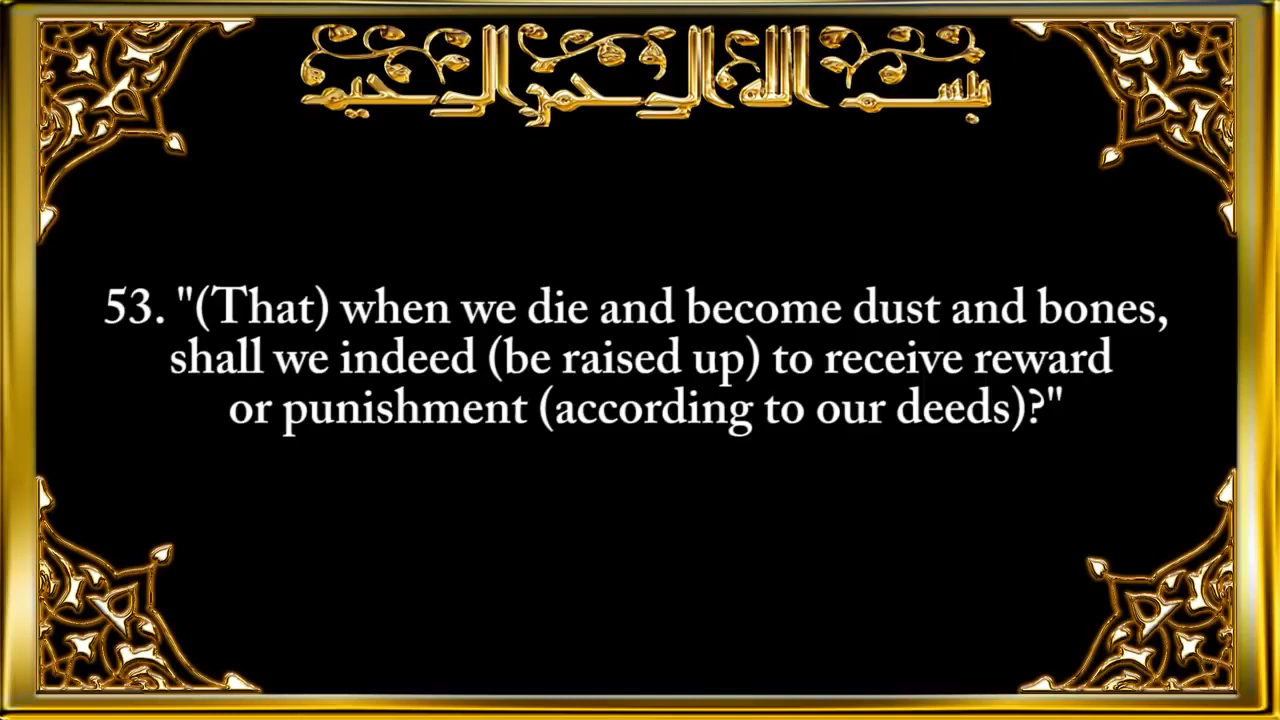 بسم الله الرحمن الرحيم
53. "(That) when we die and become dust and bones,
shall we indeed (be raised up) to receive reward
or punishment (according to our deeds)?"